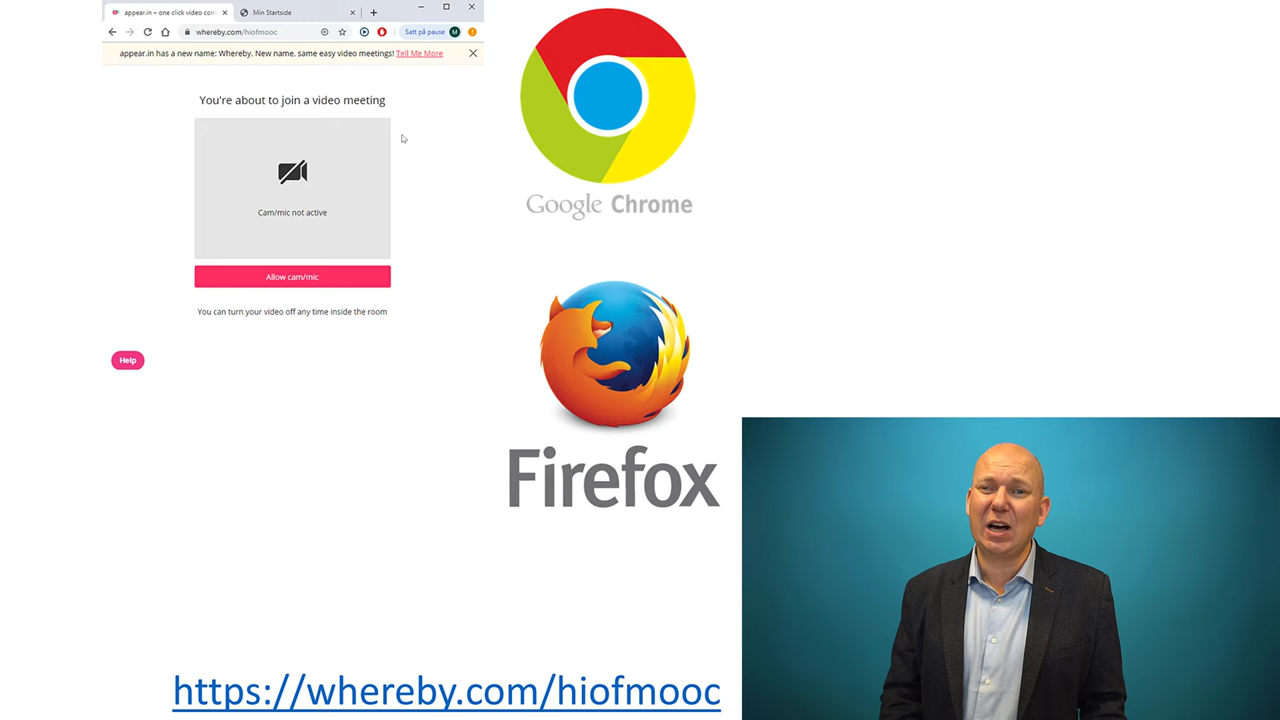 appear.in – one click video con
Min Startside
whereby.com/hiofmooc
Satt på pause
M
appear.in has a new name: Whereby. New name, same easy video meetings! Tell Me More
You're about to join a video meeting
Cam/mic not active
Allow cam/mic
You can turn your video off any time inside the room
Help
Google Chrome
Firefox
https://whereby.com/hiofmooc